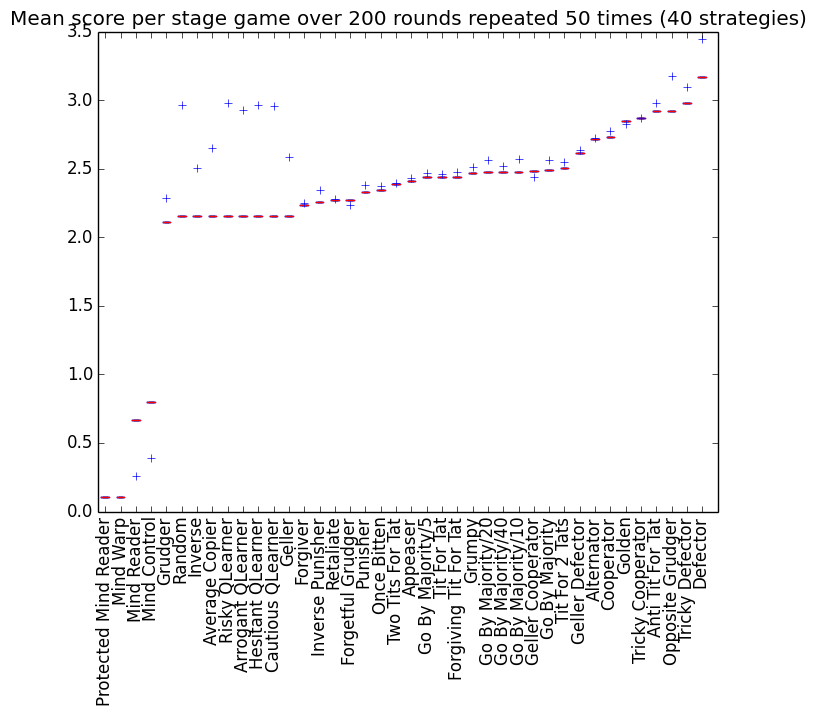 Mean score per stage game over 200 rounds repeated 50 times (40 strategies)
3.5
3.0
2.5
2.0
1.5
1.0
0.5
0.0
Protected Mind Reader
Mind Warp
Mind Reader
Mind Control
Grudger
Random
Inverse
Average Copier
Risky QLearner
Arrogant QLearner
Hesitant QLearner
Cautious QLearner
Geller
Forgiver
Inverse Punisher
Retaliate
Forgetful Grudger
Punisher
Once Bitten
Two Tits For Tat
Appeaser
Go By Majority/5
Tit For Tat
Forgiving Tit For Tat
Grumpy
Go By Majority/20
Go By Majority/40
Go By Majority/10
Geller Cooperator
Go By Majority
Tit For 2 Tats
Geller Defector
Alternator
Cooperator
Golden
Tricky Cooperator
Anti Tit For Tat
Opposite Grudger
Tricky Defector
Defector